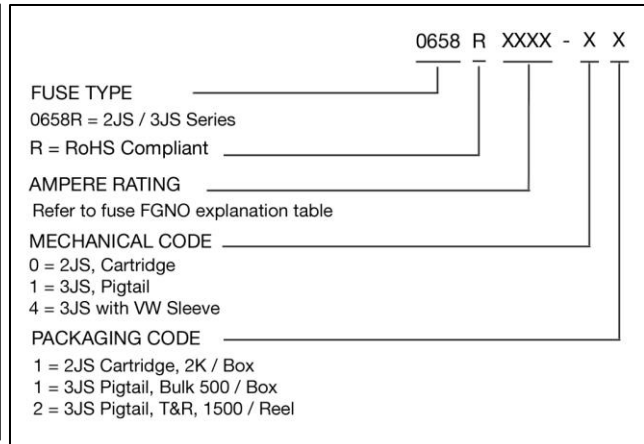 0658 R XXXX - X X
FUSE TYPE
0658R = 2JS / 3JS Series
R = RoHS Compliant
AMPERE RATING
Refer to fuse FGNO explanation table
MECHANICAL CODE
0 = 2JS, Cartridge
1 = 3JS, Pigtail
4 = 3JS with VW Sleeve
PACKAGING CODE
1 = 2JS Cartridge, 2K / Box
1 = 3JS Pigtail, Bulk 500 / Box
2 = 3JS Pigtail, T&R, 1500 / Reel